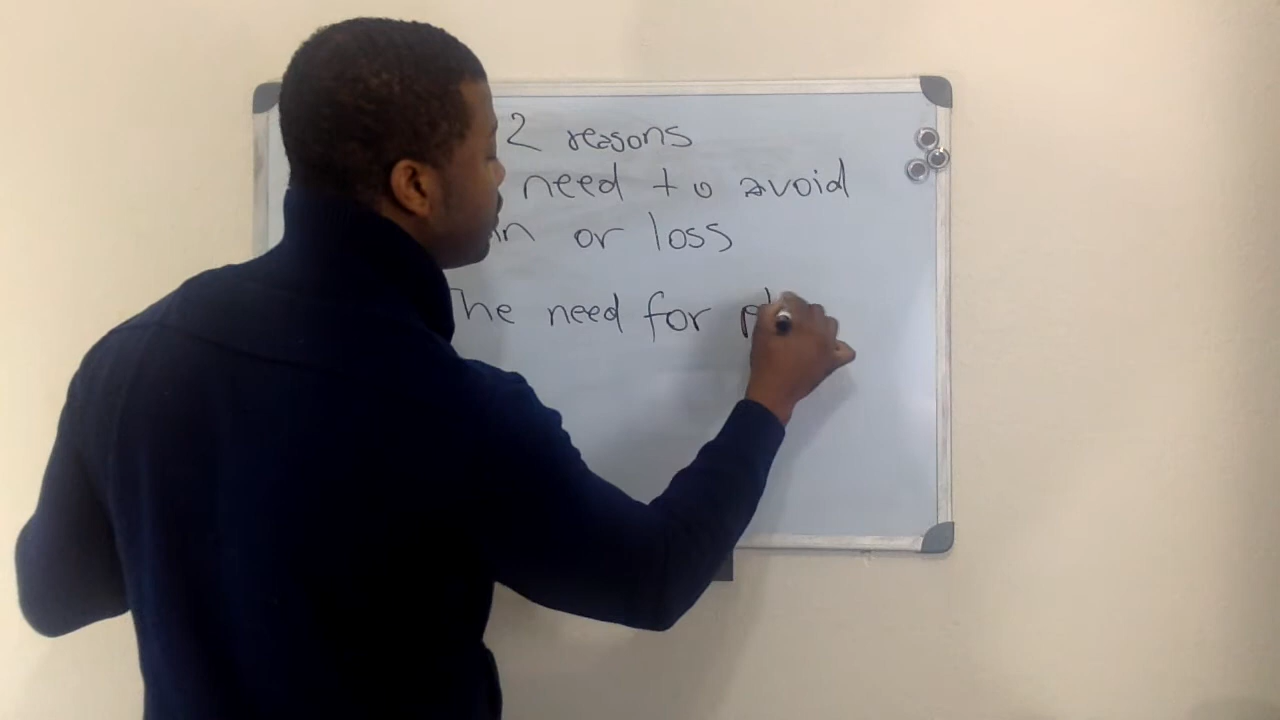 2 reasons
need to avoid
or loss
The need for